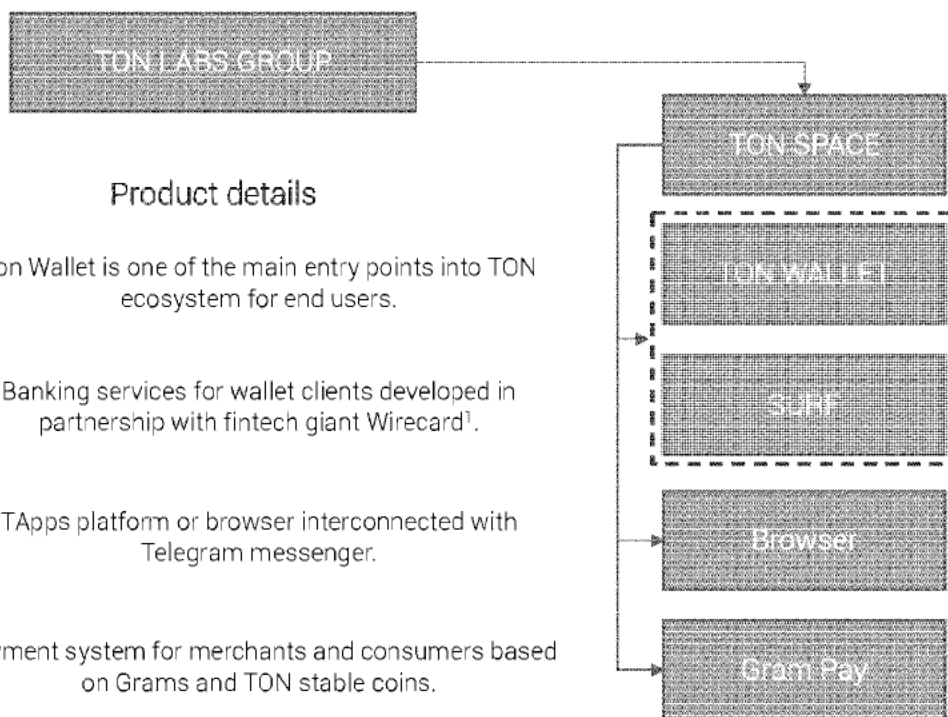 TON LABS GROUP
TON SPACE
Product details
on Wallet is one of the main entry points into TON
ecosystem for end users.
TON WALLET
Banking services for wallet clients developed in
partnership with fintech giant Wirecard¹.
SURF
TApps platform or browser interconnected with
Telegram messenger.
Browser
ment system for merchants and consumers based
on Grams and TON stable coins.
Gram Pay